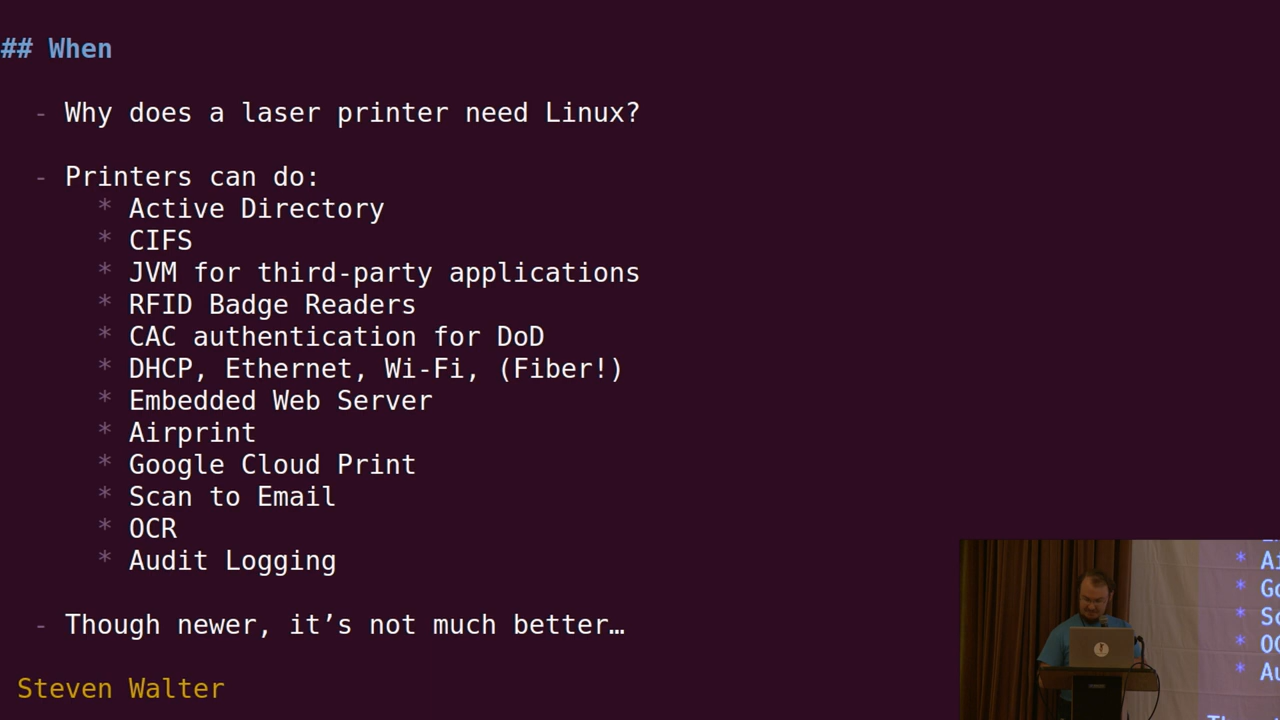 ## When
- Why does a laser printer need Linux?
- Printers can do:
* Active Directory
* CIFS
* JVM for third-party applications
* RFID Badge Readers
* CAC authentication for DoD
* DHCP, Ethernet, Wi-Fi, (Fiber!)
* Embedded Web Server
* Airprint
* Google Cloud Print
* Scan to Email
* OCR
* Audit Logging
- Though newer, it’s not much better…
Steven Walter